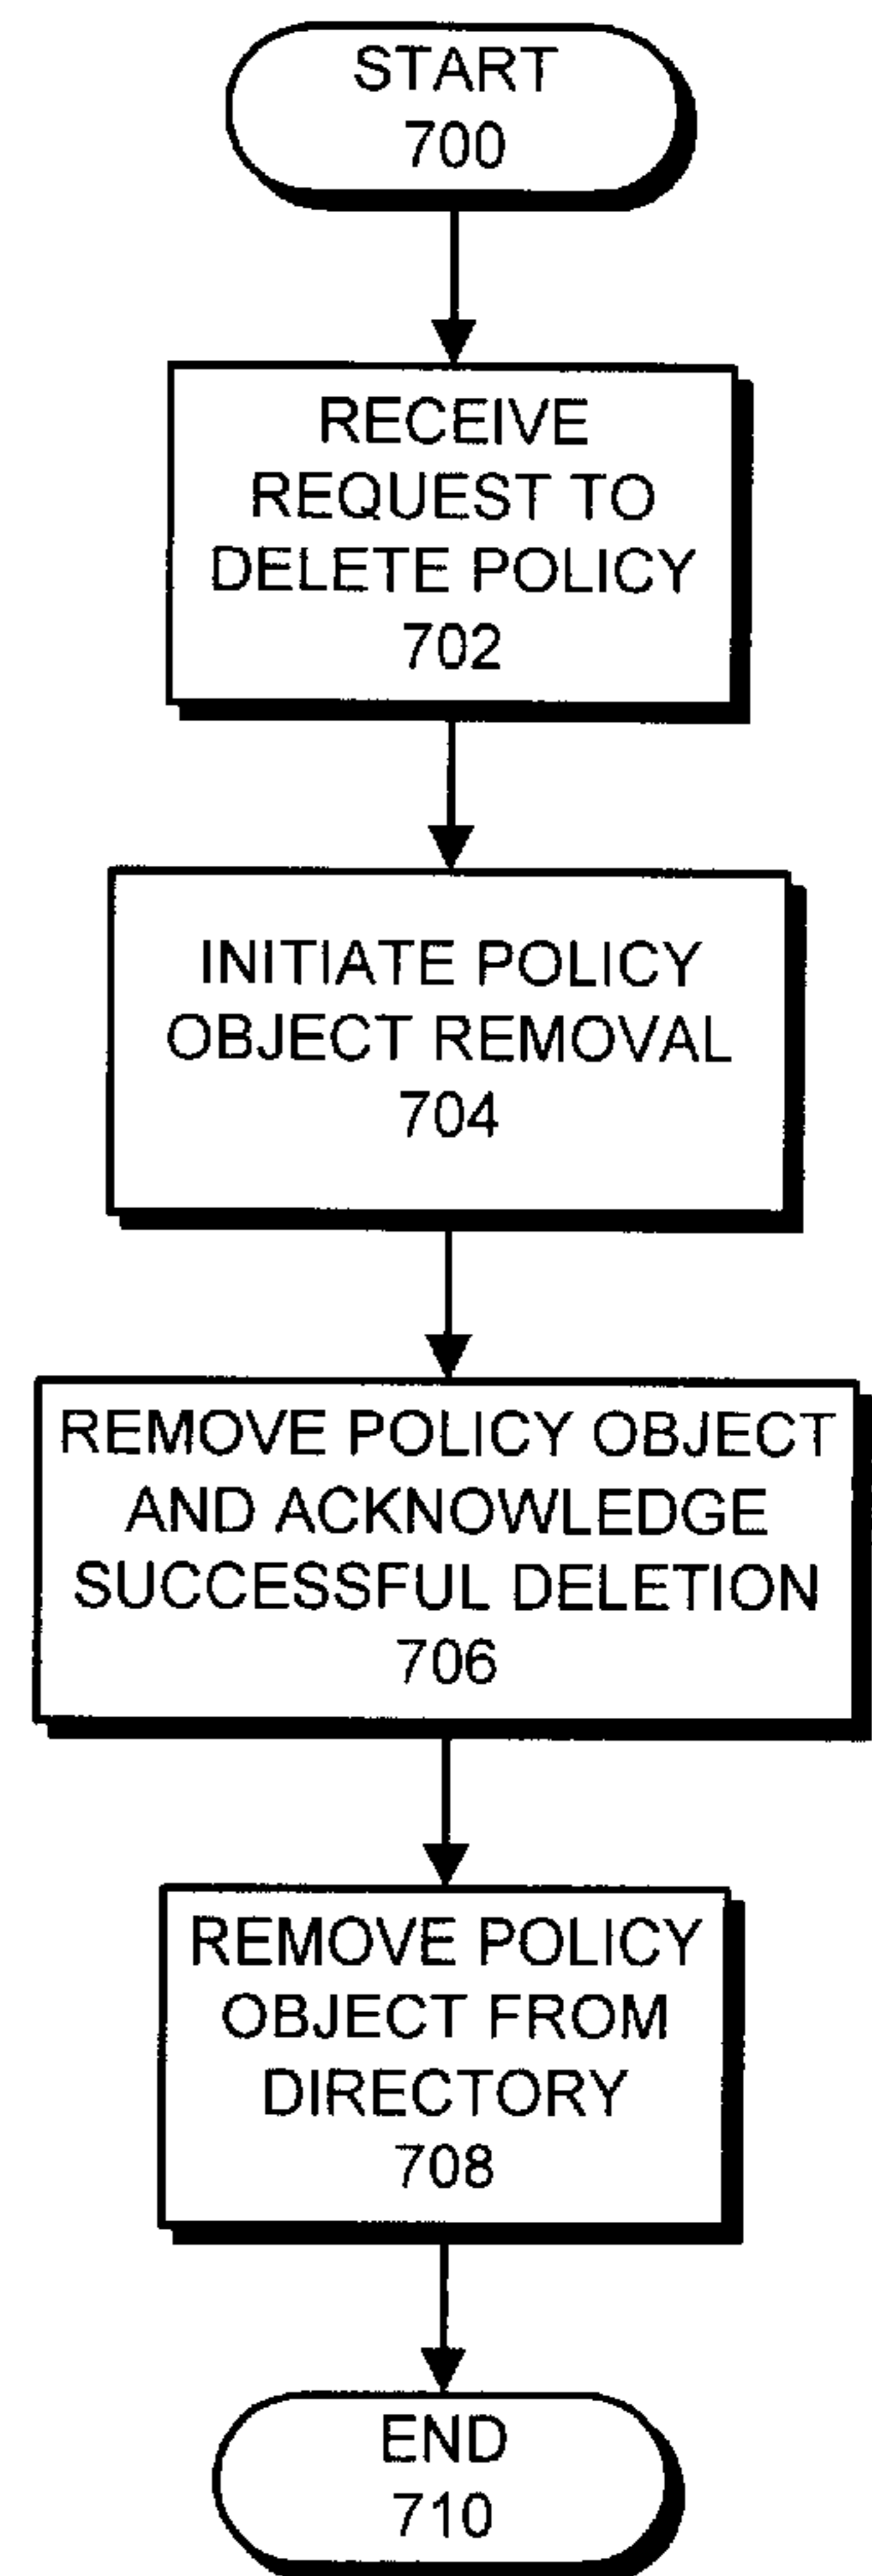 START
700
RECEIVE
REQUEST TO
DELETE POLICY
702
INITIATE POLICY
OBJECT REMOVAL
704
REMOVE POLICY OBJECT
AND ACKNOWLEDGE
SUCCESSFUL DELETION
706
REMOVE POLICY
OBJECT FROM
DIRECTORY
708
END
710